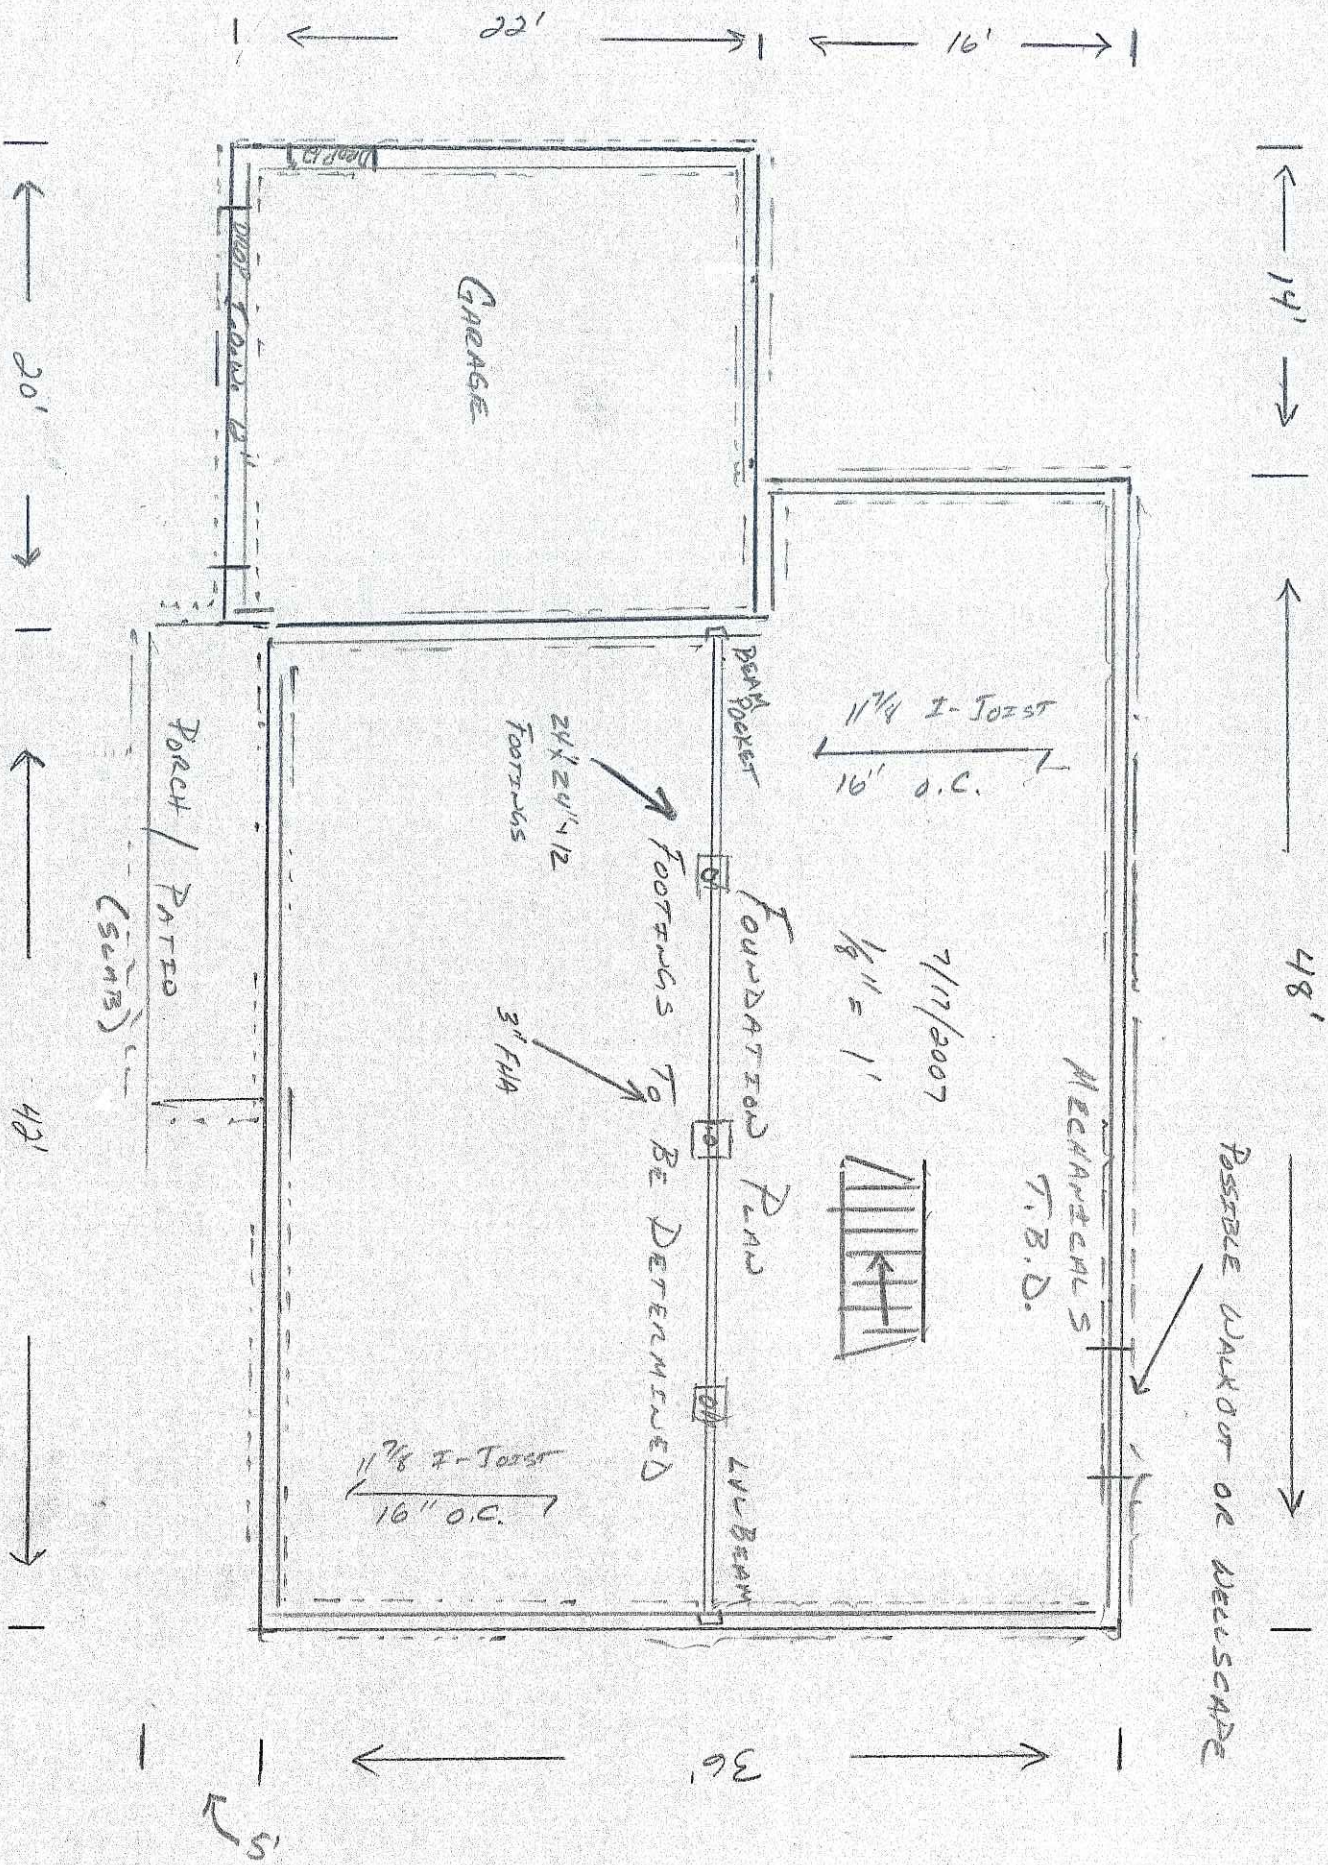 14'
48'
POSSIBLE WALKOUT OR WELLSCAPE
16'
22'
MECHANICALS
T.B.D.
11 7/8 I-JOIST
16" O.C.
7/17/2007
1/8" = 1'
FOUNDATION PLAN
BEAM
POCKET
LVL BEAM
FOOTINGS TO BE DETERMINED
24"x24"x12
FOOTINGS
3" FHA
11 7/8 I-JOIST
16" O.C.
GARAGE
DROP 12
DROP 12"
PORCH / PATIO
(SLAB)
36'
5'
20'
42'